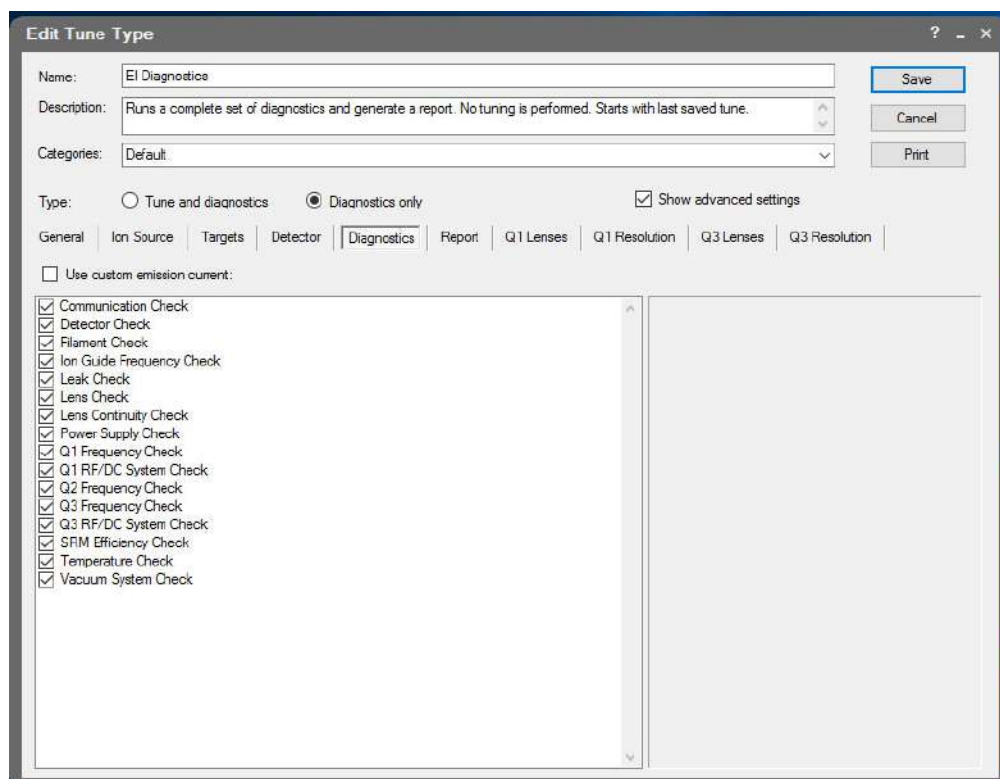 Edit Tune Type
Name: EI Diagnostics Save
Description: Runs a complete set of diagnostics and generate a report. No tuning is performed. Starts with last saved tune. Cancel
Categories: Default Print
Type: Tune and diagnostics Diagnostics only Show advanced settings
General Ion Source Targets Detector Diagnostics Report Q1 Lenses Q1 Resolution Q3 Lenses Q3 Resolution
Use custom emission current:
Communication Check
Detector Check
Filament Check
Ion Guide Frequency Check
Leak Check
Lens Check
Lens Continuity Check
Power Supply Check
Q1 Frequency Check
Q1 RF/DC System Check
Q2 Frequency Check
Q3 Frequency Check
Q3 RF/DC System Check
SRM Efficiency Check
Temperature Check
Vacuum System Check